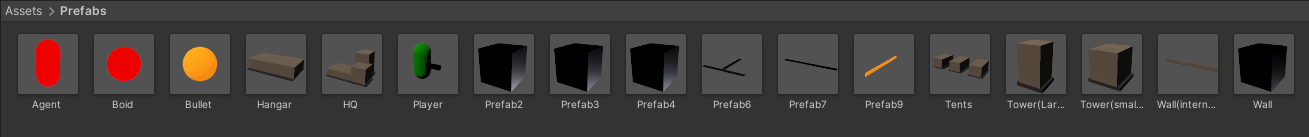 Assets > Prefabs
Agent Boid Bullet Hangar HQ Player Prefab2 Prefab3 Prefab4 Prefab6 Prefab7 Prefab9 Tents Tower(Lar... Tower(smal... Wall(intern... Wall